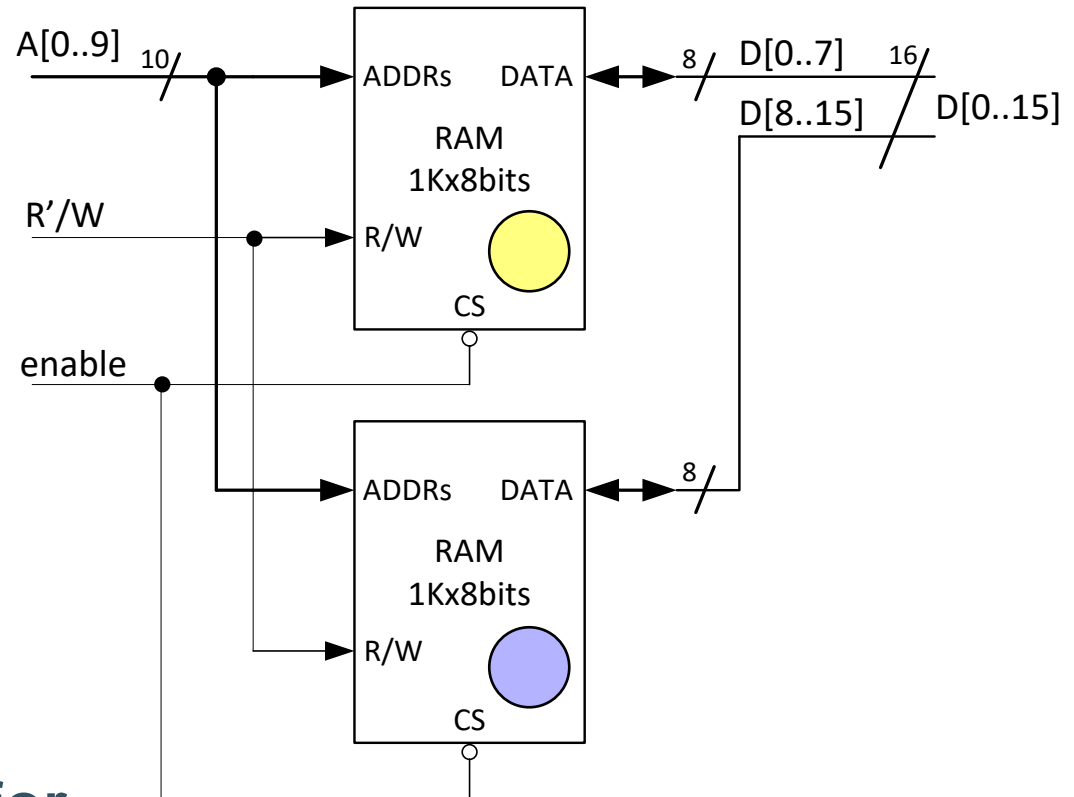 A[0..9]
10
ADDRs
DATA
8
D[0..7]
16
D[8..15]
D[0..15]
RAM
1Kx8bits
R’/W
R/W
CS
enable
ADDRs
DATA
8
RAM
1Kx8bits
R/W
CS